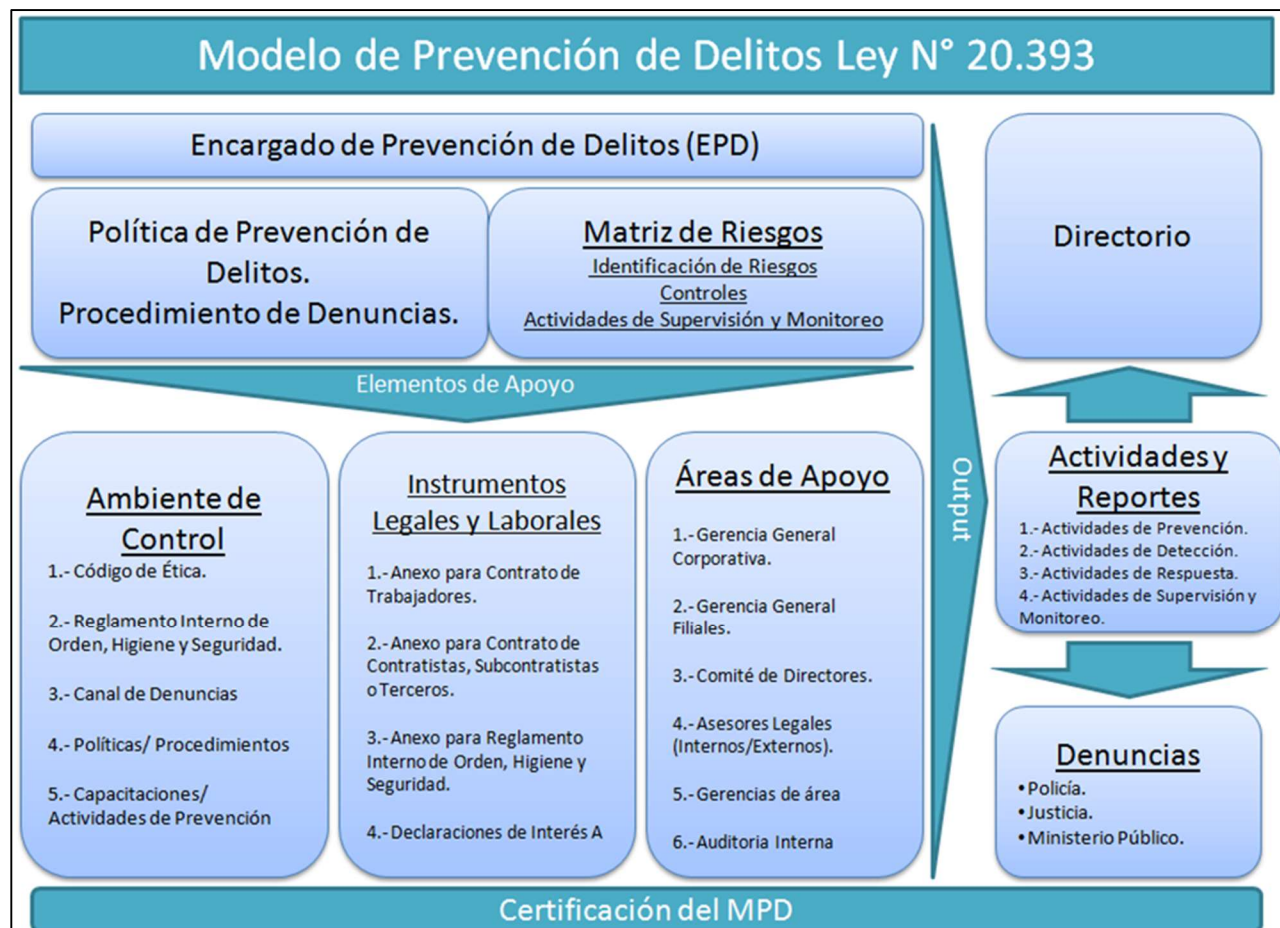 Modelo de Prevención de Delitos Ley N° 20.393
Encargado de Prevención de Delitos (EPD)
Política de Prevención de
Delitos.
Procedimiento de Denuncias.
Matriz de Riesgos
Identificación de Riesgos
Controles
Actividades de Supervisión y Monitoreo
Elementos de Apoyo
Ambiente de
Control
1.- Código de Ética.
2.- Reglamento Interno de
Orden, Higiene y Seguridad.
3.- Canal de Denuncias
4.- Políticas/ Procedimientos
5.- Capacitaciones/
Actividades de Prevención
Instrumentos
Legales y Laborales
1.- Anexo para Contrato de
Trabajadores.
2.- Anexo para Contrato de
Contratistas, Subcontratistas
o Terceros.
3.- Anexo para Reglamento
Interno de Orden, Higiene y
Seguridad.
4.- Declaraciones de Interés A
Áreas de Apoyo
1.- Gerencia General
Corporativa.
2.- Gerencia General
Filiales.
3.- Comité de Directores.
4.- Asesores Legales
(Internos/Externos).
5.- Gerencias de área
6.- Auditoria Interna
Output
Directorio
Actividades y
Reportes
1.- Actividades de Prevención.
2.- Actividades de Detección.
3.- Actividades de Respuesta.
4.- Actividades de Supervisión y
Monitoreo.
Denuncias
• Policía.
• Justicia.
• Ministerio Público.
Certificación del MPD